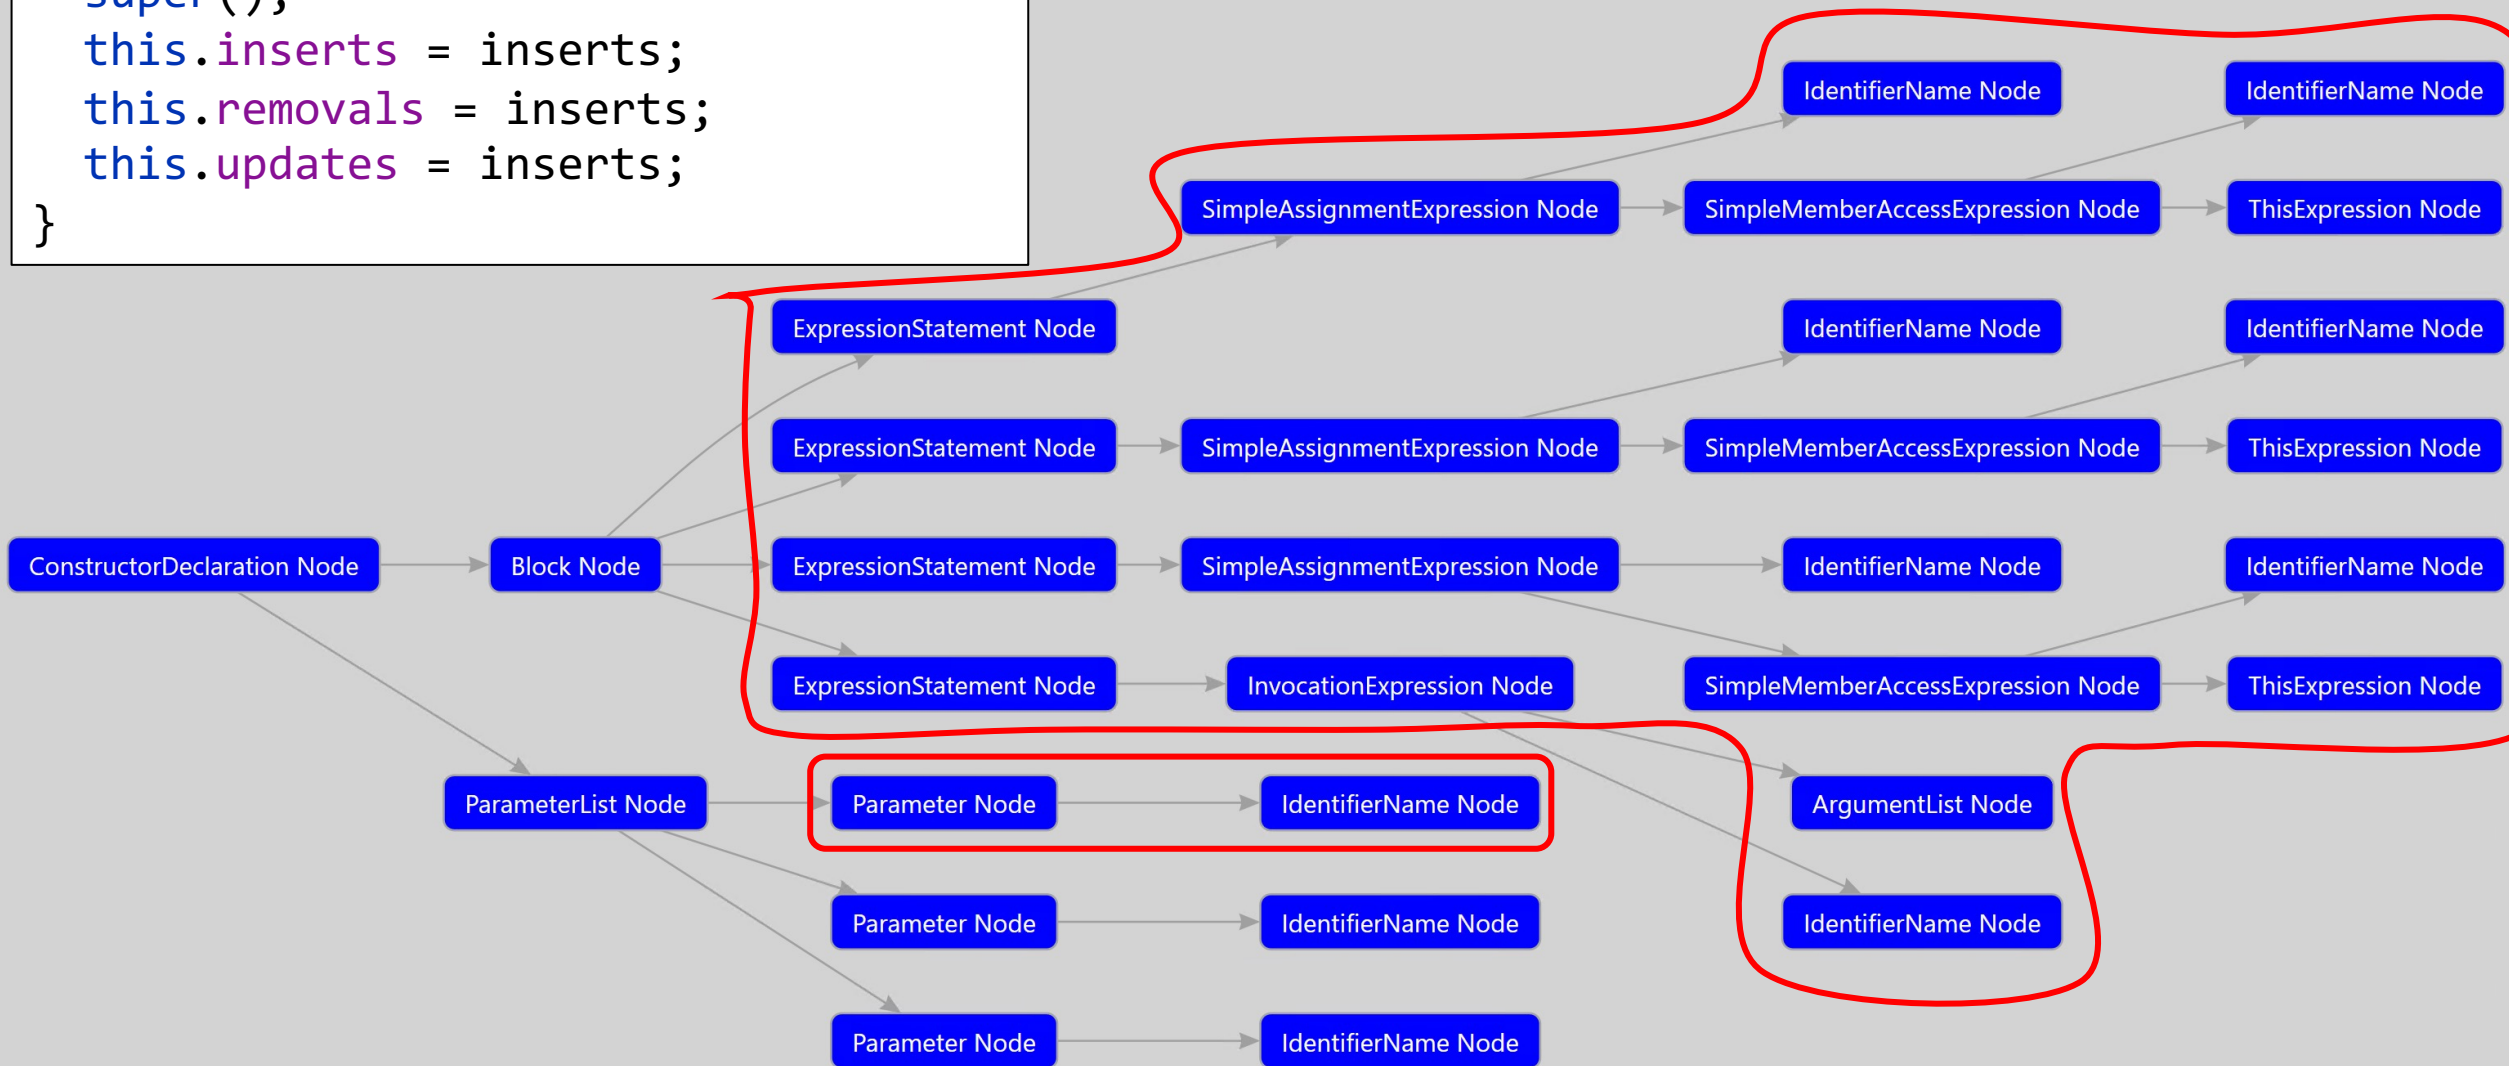 super();
this.inserts = inserts;
this.removals = inserts;
this.updates = inserts;
}
IdentifierName Node IdentifierName Node
SimpleAssignmentExpression Node SimpleMemberAccessExpression Node ThisExpression Node
ExpressionStatement Node IdentifierName Node IdentifierName Node
ExpressionStatement Node SimpleAssignmentExpression Node SimpleMemberAccessExpression Node ThisExpression Node
ConstructorDeclaration Node Block Node ExpressionStatement Node SimpleAssignmentExpression Node IdentifierName Node IdentifierName Node
ExpressionStatement Node InvocationExpression Node SimpleMemberAccessExpression Node ThisExpression Node
ParameterList Node Parameter Node IdentifierName Node ArgumentList Node
Parameter Node IdentifierName Node IdentifierName Node
Parameter Node IdentifierName Node